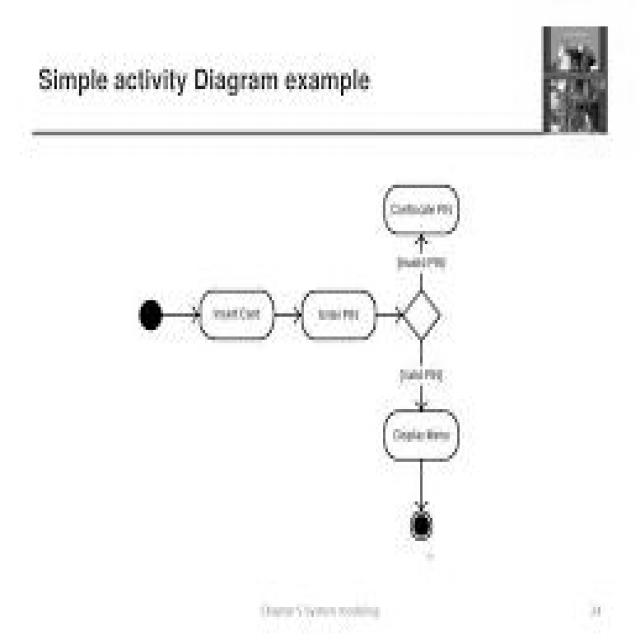 Simple activity Diagram example
Confiscate PIN
[Invalid PIN]
Insert Card
Enter PIN
[Valid PIN]
Display Menu
Chapter 5 System modeling